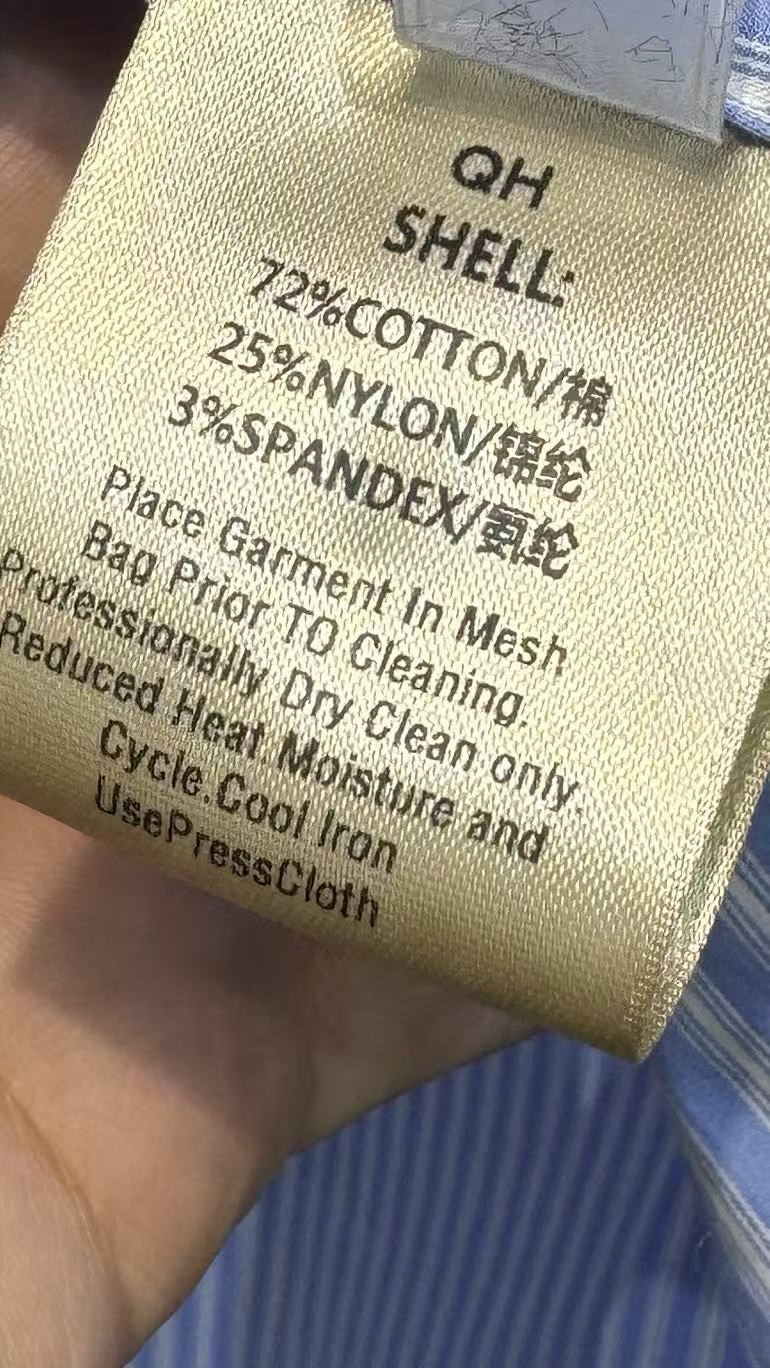 QH
SHELL:
72%COTTON/棉
25%NYLON/锦纶
3%SPANDEX/氨纶
Place Garment In Mesh
Bag Prior TO Cleaning.
Professionally Dry Clean only.
Reduced Heat.Moisture and
Cycle.Cool Iron
UsePressCloth